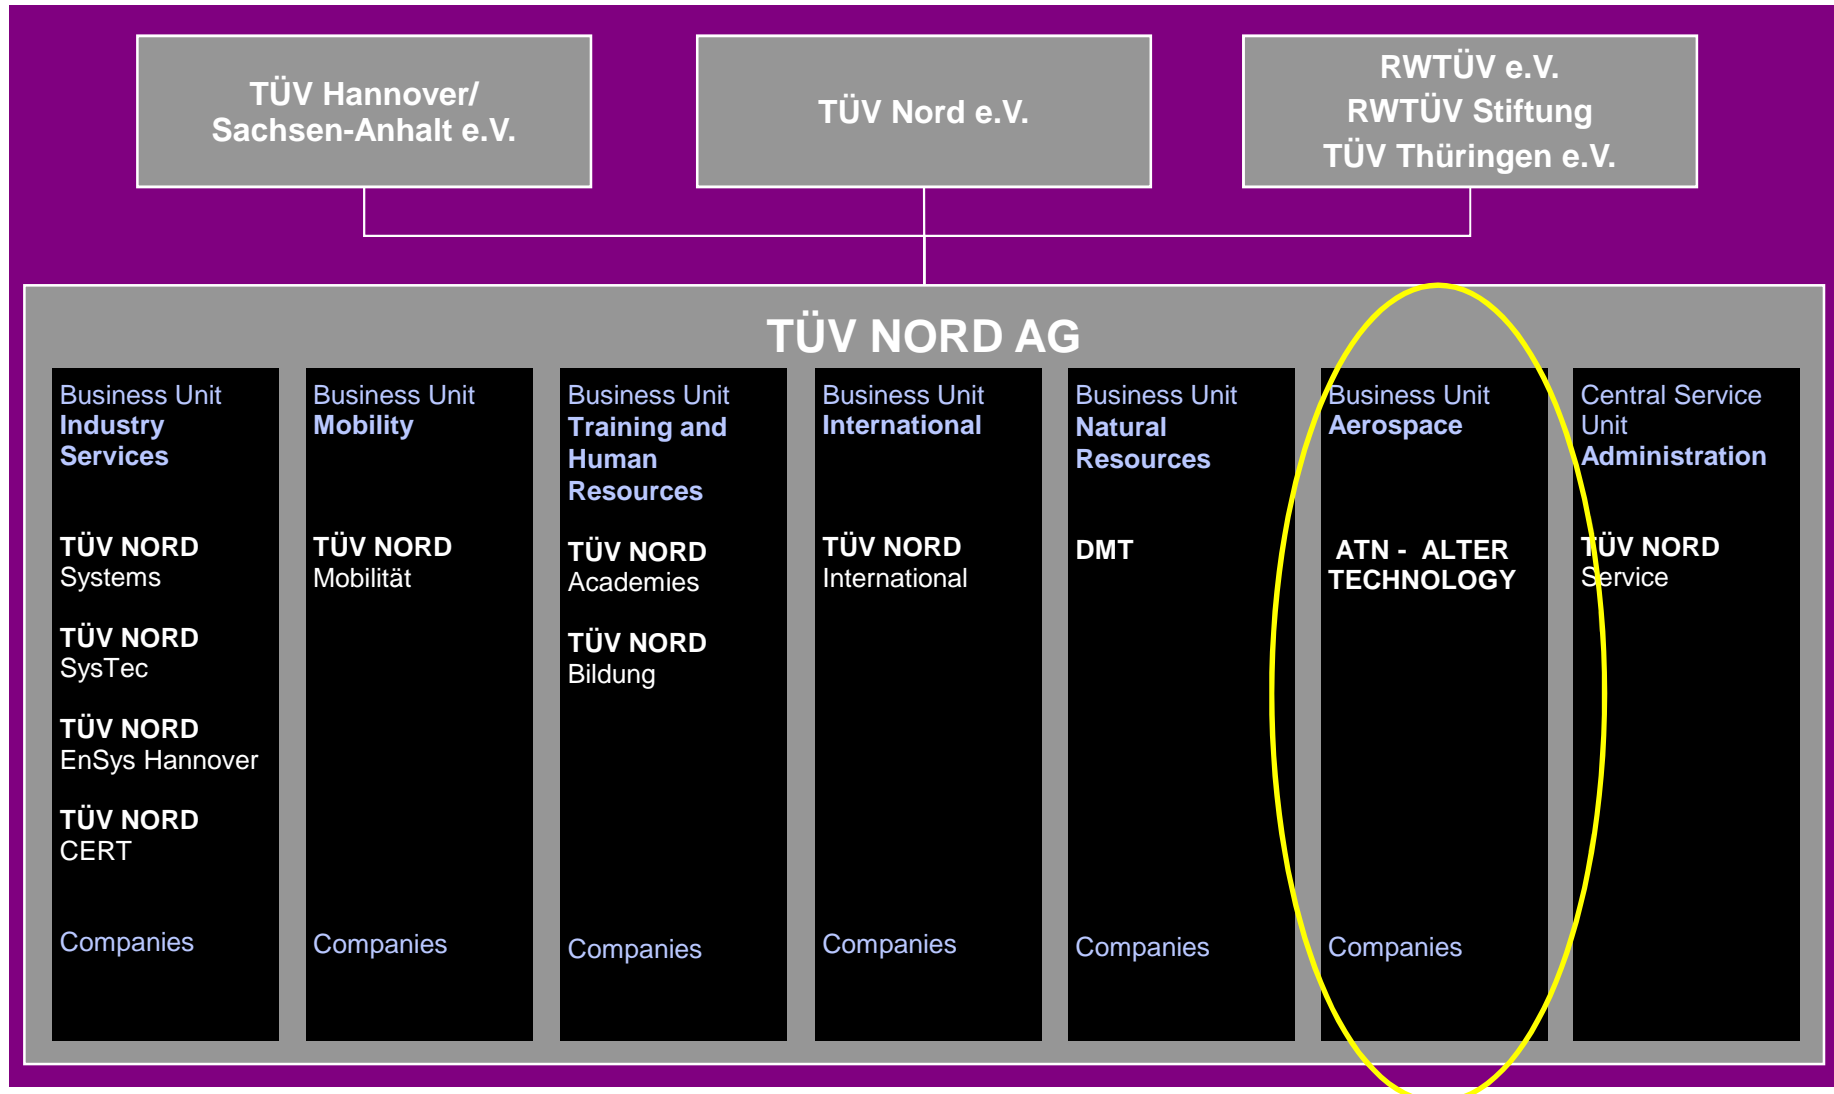 TÜV Hannover/
Sachsen-Anhalt e.V.
TÜV Nord e.V.
RWTÜV e.V.
RWTÜV Stiftung
TÜV Thüringen e.V.
TÜV NORD AG
Business Unit
Industry
Services
TÜV NORD
Systems
TÜV NORD
SysTec
TÜV NORD
EnSys Hannover
TÜV NORD
CERT
Companies
Business Unit
Mobility
TÜV NORD
Mobilität
Companies
Business Unit
Training and
Human
Resources
TÜV NORD
Academies
TÜV NORD
Bildung
Companies
Business Unit
International
TÜV NORD
International
Companies
Business Unit
Natural
Resources
DMT
Companies
Business Unit
Aerospace
ATN - ALTER
TECHNOLOGY
Companies
Central Service
Unit
Administration
TÜV NORD
Service